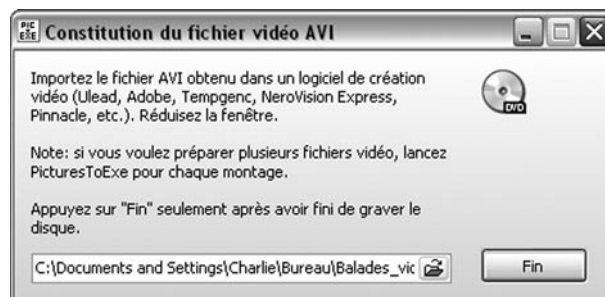 PIC
EXE
Constitution du fichier vidéo AVI
Importez le fichier AVI obtenu dans un logiciel de création
vidéo (Ulead, Adobe, Tempgenc, NeroVision Express,
Pinnacle, etc.). Réduisez la fenêtre.
Note: si vous voulez préparer plusieurs fichiers vidéo, lancez
PicturesToExe pour chaque montage.
Appuyez sur "Fin" seulement après avoir fini de graver le
disque.
DVD
C:\Documents and Settings\Charlie\Bureau\Balades_vic
Fin